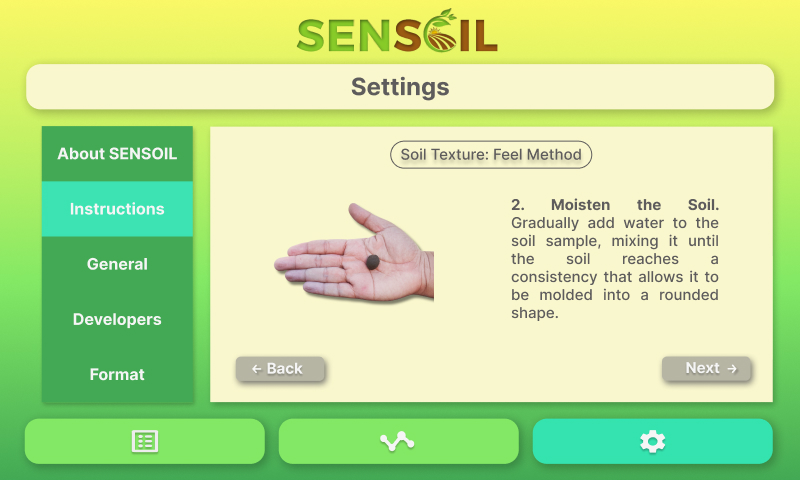 SENSOIL
Settings
About SENSOIL
Instructions
General
Developers
Format
Soil Texture: Feel Method
2. Moisten the Soil.
Gradually add water to the
soil sample, mixing it until
the soil reaches a
consistency that allows it to
be molded into a rounded
shape.
← Back
Next →